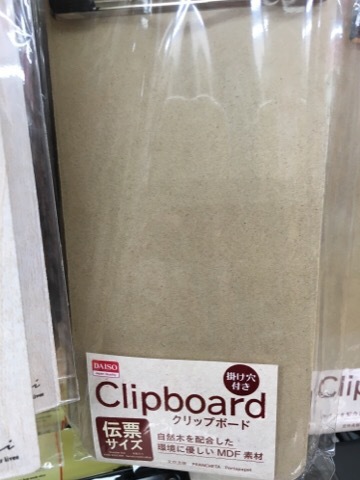 DAISO
掛け穴
付き
Clipboard
クリップボード
伝票
サイズ
自然木を配合した
環境に優しいMDF素材
PRANCHETA Portapapel